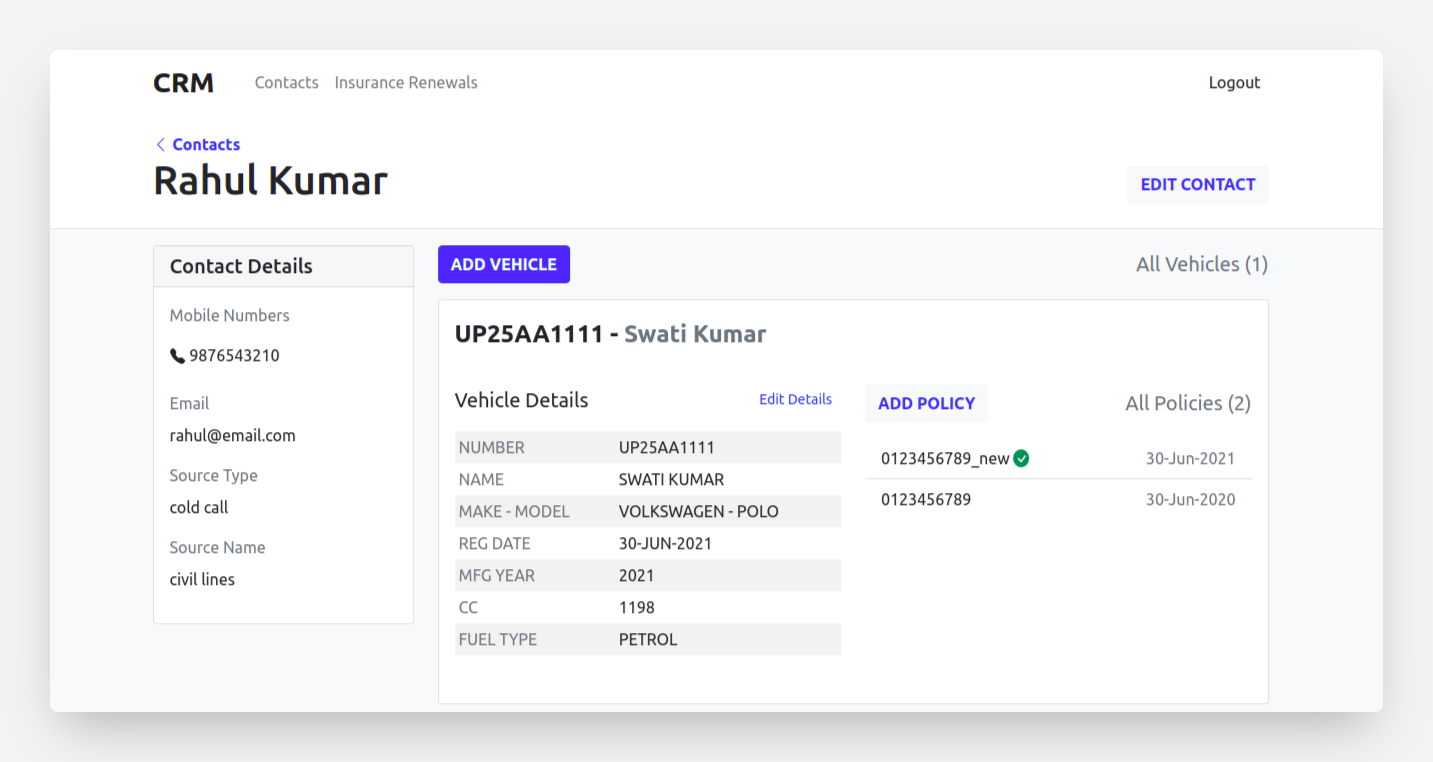 CRM Contacts Insurance Renewals Logout
Contacts
Rahul Kumar
EDIT CONTACT
Contact Details
Mobile Numbers
9876543210
Email
rahul@email.com
Source Type
cold call
Source Name
civil lines
ADD VEHICLE
All Vehicles (1)
UP25AA1111 - Swati Kumar
Vehicle Details Edit Details
NUMBER UP25AA1111
NAME SWATI KUMAR
MAKE - MODEL VOLKSWAGEN - POLO
REG DATE 30-JUN-2021
MFG YEAR 2021
CC 1198
FUEL TYPE PETROL
ADD POLICY All Policies (2)
0123456789_new 30-Jun-2021
0123456789 30-Jun-2020